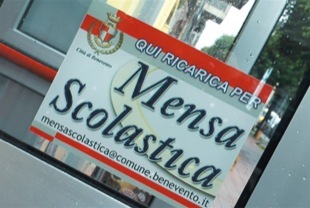 Città di Benevento
QUI RICARICA PER
Mensa
Scolastica
mensascolastica@comune.benevento.it